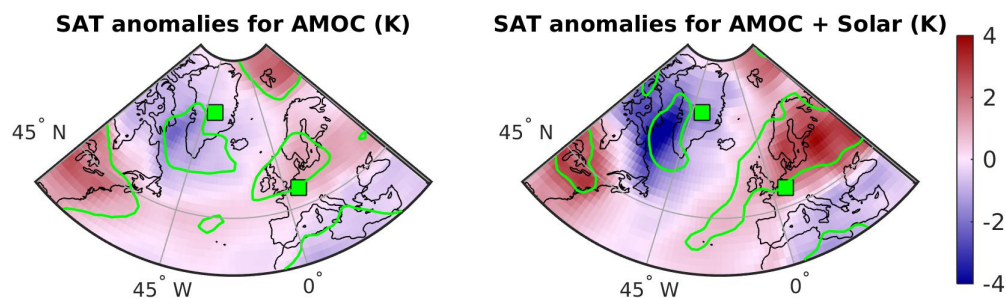 SAT anomalies for AMOC (K)
SAT anomalies for AMOC + Solar (K)
45° N
45° W
0°
45° N
45° W
0°
4
2
0
-2
-4